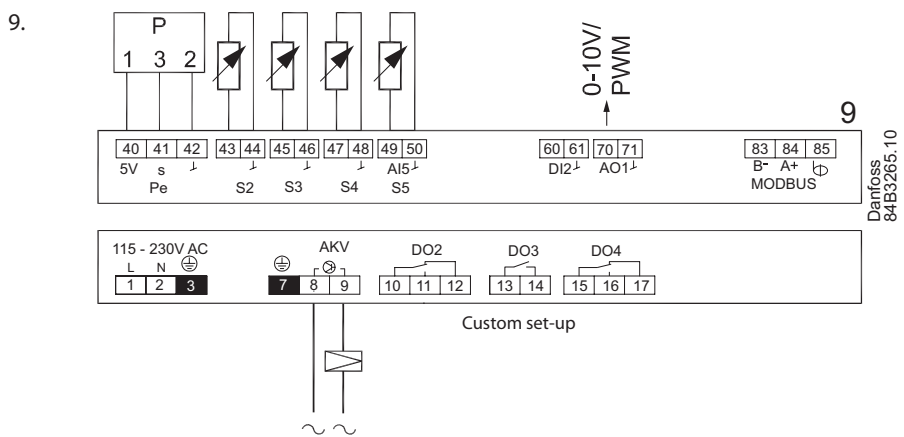 9.
P
1 3 2
0-10V/
PWM
9
40 41 42 43 44 45 46 47 48 49 50 60 61 70 71 83 84 85
5V s AI5 DI2 AO1 B- A+
Pe S2 S3 S4 S5 MODBUS
Danfoss
84B3265.10
115 - 230V AC AKV DO2 DO3 DO4
L N
1 2 3 7 8 9 10 11 12 13 14 15 16 17
Custom set-up